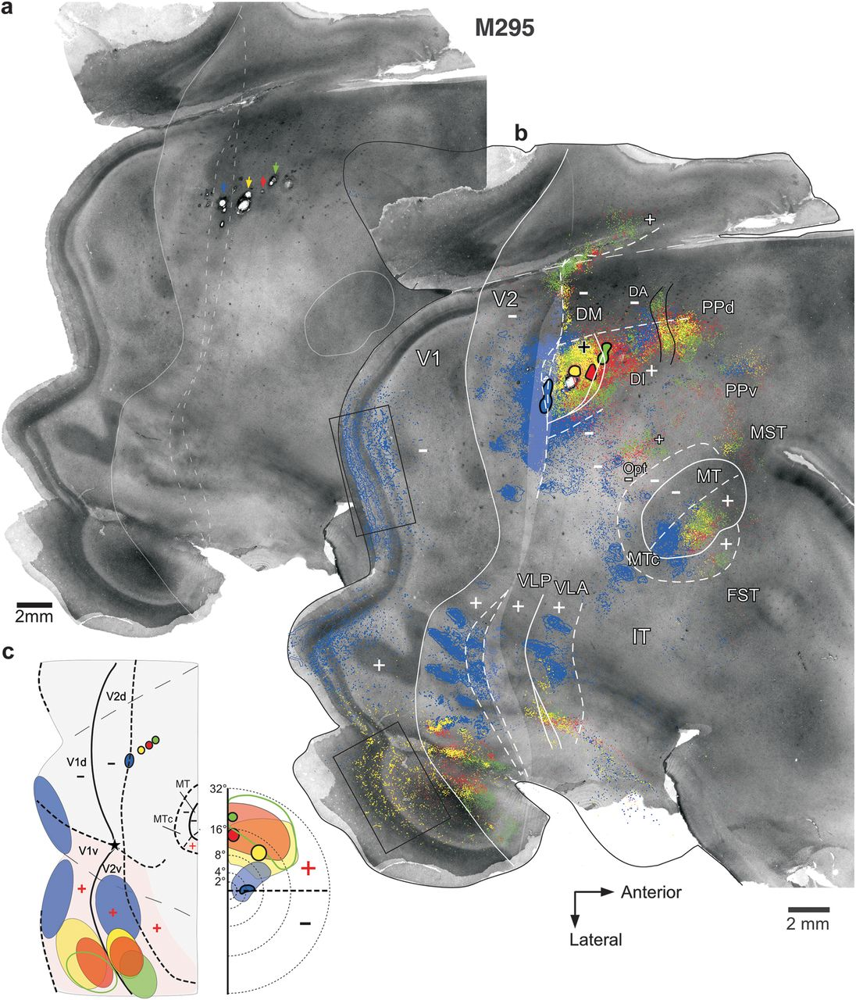 a
M295
b
+
V2
-
-
DM
DA
-
PPd
V1
+
DI
+
PPv
-
-
+
MST
-
Opt
-
-
-
MT
+
+
MTc
FST
VLP
VLA
+
+
+
IT
+
2mm
c
V2d
V1d
-
-
MT
-
-
MTc
+
V1v
V2v
+
+
+
32°
16°
8°
4°
2°
+
-
Anterior
Lateral
2 mm